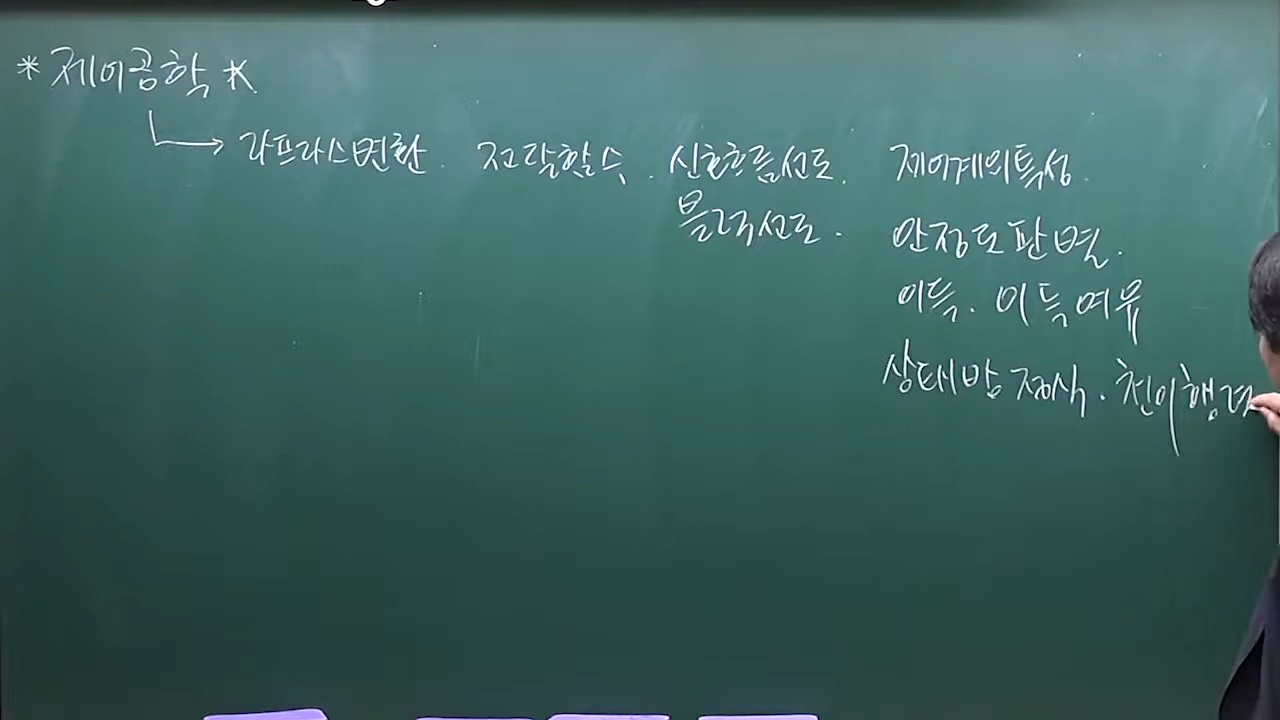 * 제어공학 *
→ 라프라스변환. 전달함수. 신호흐름선도. 제어계의특성.
블럭선도. 안정도판별.
이득. 이득여유
상태방정식. 천이행렬